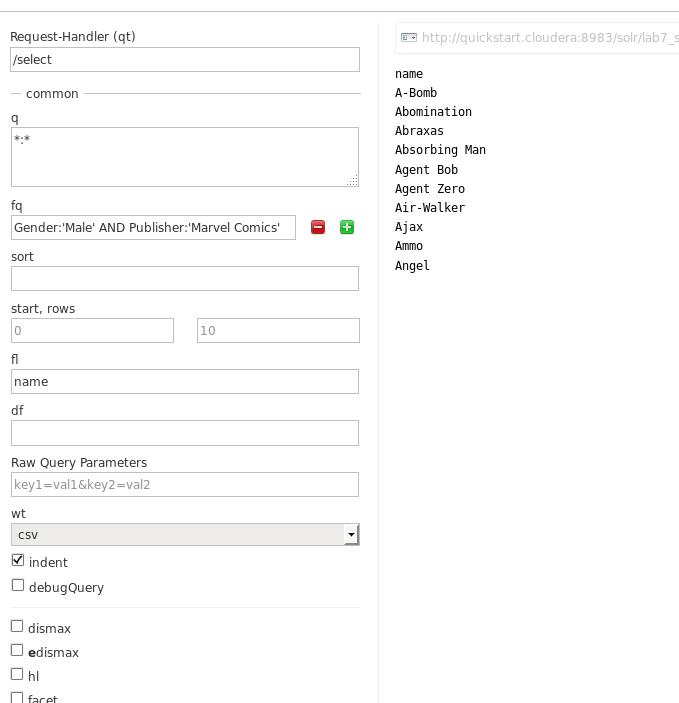 Request-Handler (qt)
/select
common
q
*:*
fq
Gender:'Male' AND Publisher:'Marvel Comics'
sort
start, rows
0
10
fl
name
df
Raw Query Parameters
key1=val1&key2=val2
wt
csv
indent
debugQuery
dismax
edismax
hl
facet
http://quickstart.cloudera:8983/solr/lab7_s
name
A-Bomb
Abomination
Abraxas
Absorbing Man
Agent Bob
Agent Zero
Air-Walker
Ajax
Ammo
Angel